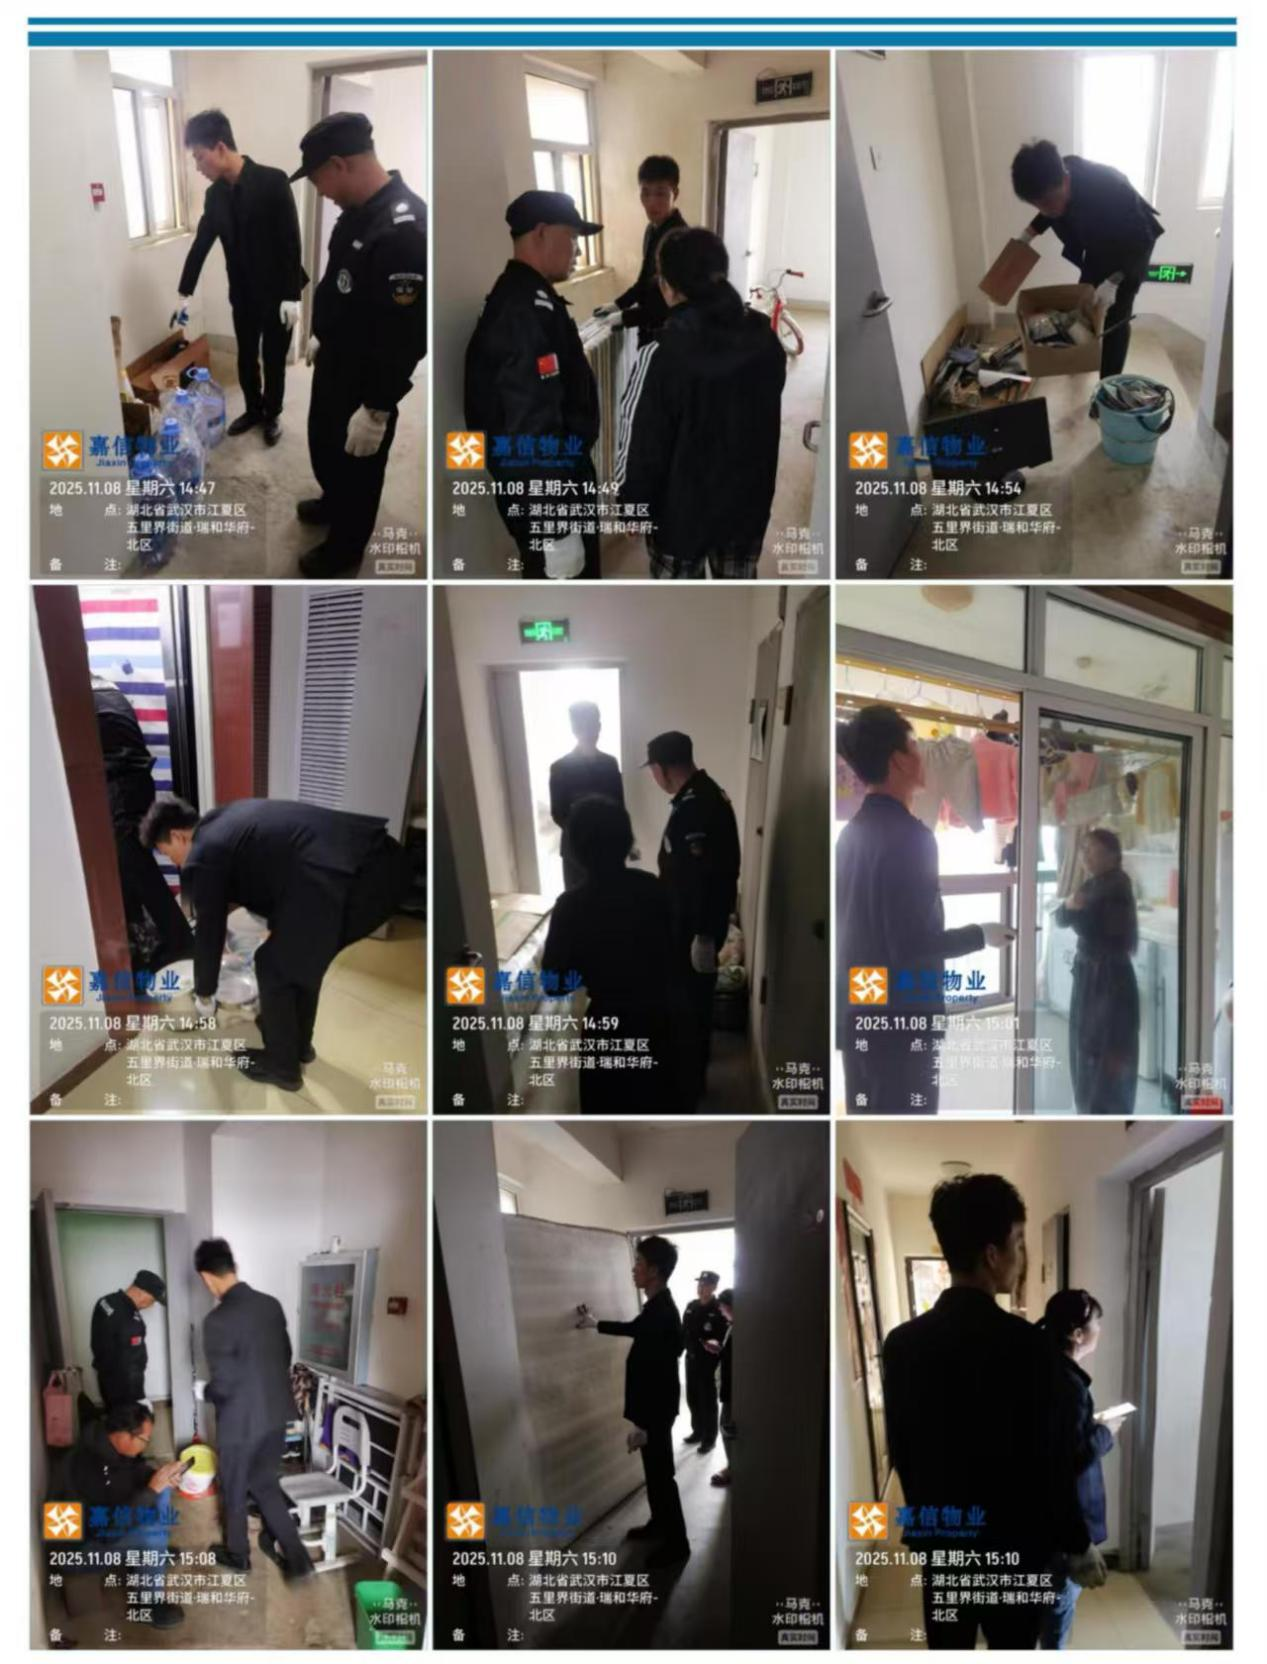 嘉信物业
Jiaxin Property
2025.11.08 星期六 14:47
地 点: 湖北省武汉市江夏区
五里界街道·瑞和华府-
北区
备 注:
马克
水印相机
真实时间
嘉信物业
Jiaxin Property
2025.11.08 星期六 14:49
地 点: 湖北省武汉市江夏区
五里界街道·瑞和华府-
北区
备 注:
马克
水印相机
真实时间
嘉信物业
Jiaxin Property
2025.11.08 星期六 14:54
地 点: 湖北省武汉市江夏区
五里界街道·瑞和华府-
北区
备 注:
马克
水印相机
真实时间
嘉信物业
Jiaxin Property
2025.11.08 星期六 14:58
地 点: 湖北省武汉市江夏区
五里界街道·瑞和华府-
北区
备 注:
马克
水印相机
真实时间
嘉信物业
Jiaxin Property
2025.11.08 星期六 14:59
地 点: 湖北省武汉市江夏区
五里界街道·瑞和华府-
北区
备 注:
马克
水印相机
真实时间
嘉信物业
Jiaxin Property
2025.11.08 星期六 15:01
地 点: 湖北省武汉市江夏区
五里界街道·瑞和华府-
北区
备 注:
马克
水印相机
真实时间
嘉信物业
Jiaxin Property
2025.11.08 星期六 15:08
地 点: 湖北省武汉市江夏区
五里界街道·瑞和华府-
北区
备 注:
马克
水印相机
真实时间
嘉信物业
Jiaxin Property
2025.11.08 星期六 15:10
地 点: 湖北省武汉市江夏区
五里界街道·瑞和华府-
北区
备 注:
马克
水印相机
真实时间
嘉信物业
Jiaxin Property
2025.11.08 星期六 15:10
地 点: 湖北省武汉市江夏区
五里界街道·瑞和华府-
北区
备 注:
马克
水印相机
真实时间